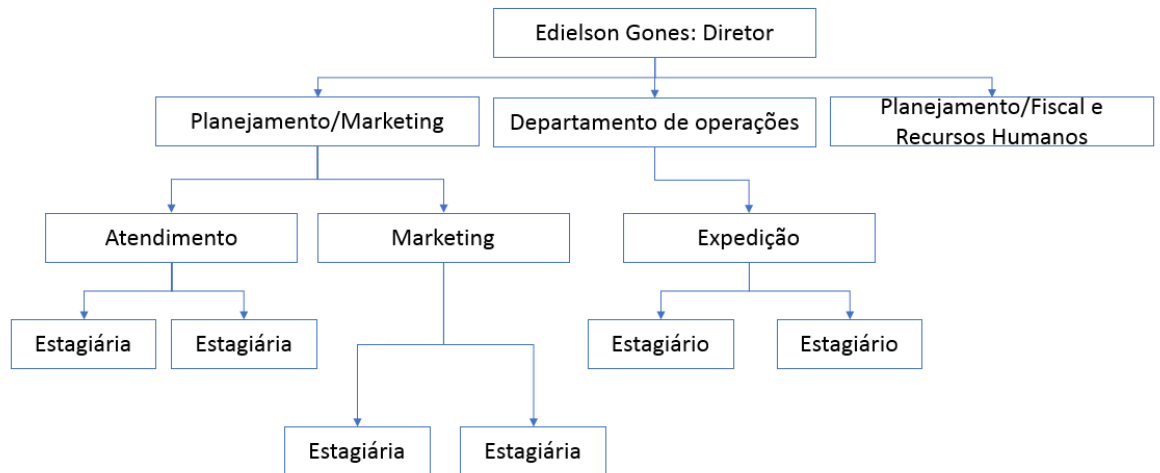 Edielson Gones: Diretor
Planejamento/Marketing
Departamento de operações
Planejamento/Fiscal e
Recursos Humanos
Atendimento
Marketing
Expedição
Estagiária
Estagiária
Estagiário
Estagiário
Estagiária
Estagiária